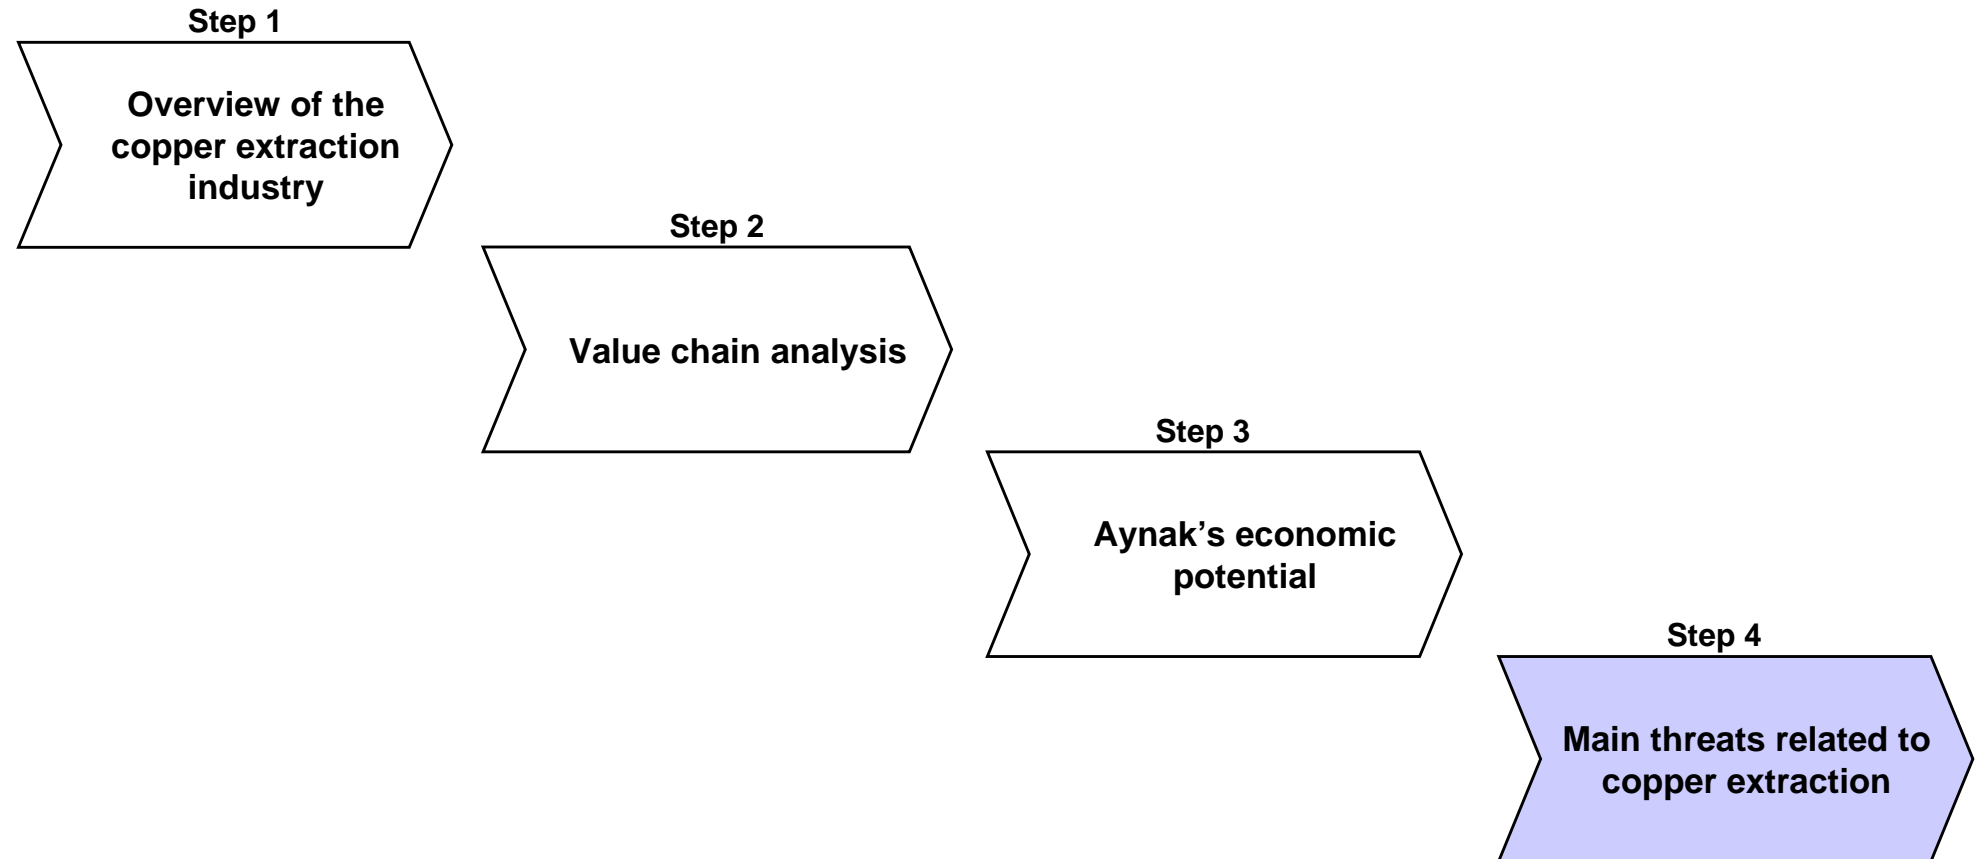 Step 1
Overview of the
copper extraction
industry
Step 2
Value chain analysis
Step 3
Aynak’s economic
potential
Step 4
Main threats related to
copper extraction